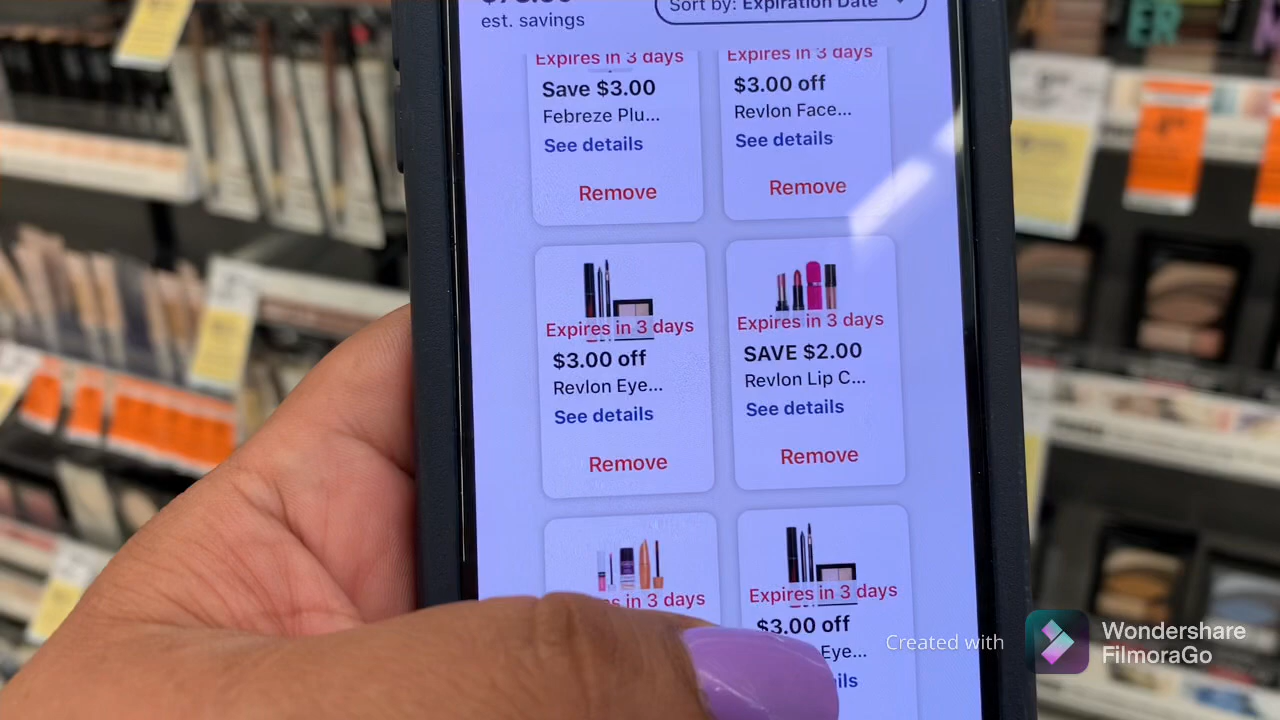 est. savings
Sort by: Expiration Date
Expires in 3 days
Save $3.00
Febreze Plu...
See details
Remove
Expires in 3 days
$3.00 off
Revlon Face...
See details
Remove
Expires in 3 days
$3.00 off
Revlon Eye...
See details
Remove
Expires in 3 days
SAVE $2.00
Revlon Lip C...
See details
Remove
in 3 days
Expires in 3 days
$3.00 off
Eye...
Created with
Wondershare
FilmoraGo